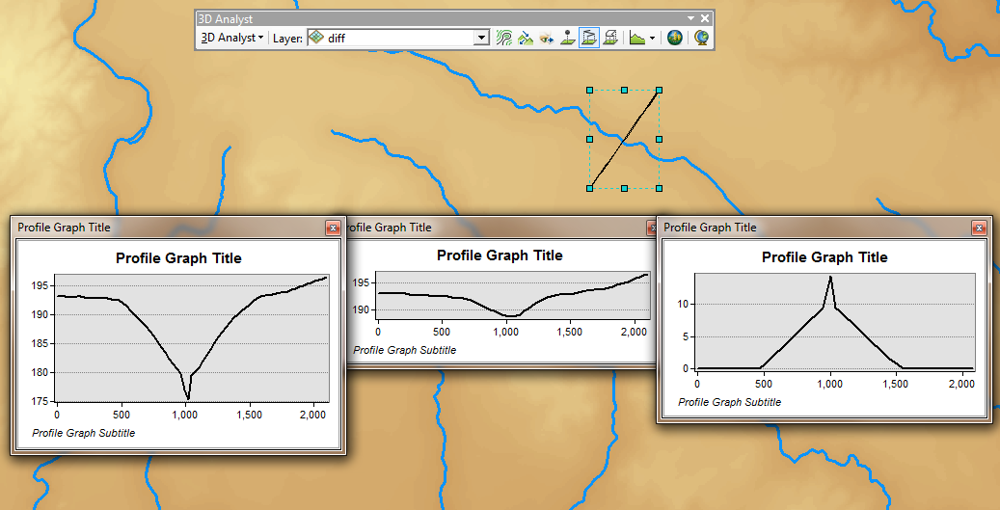 3D Analyst
3D Analyst Layer: diff
Profile Graph Title
Profile Graph Title
195
190
185
180
175
0 500 1,000 1,500 2,000
Profile Graph Subtitle
Profile Graph Title
Profile Graph Title
195
190
0 500 1,000 1,500 2,000
Profile Graph Subtitle
Profile Graph Title
Profile Graph Title
10
5
0
0 500 1,000 1,500 2,000
Profile Graph Subtitle